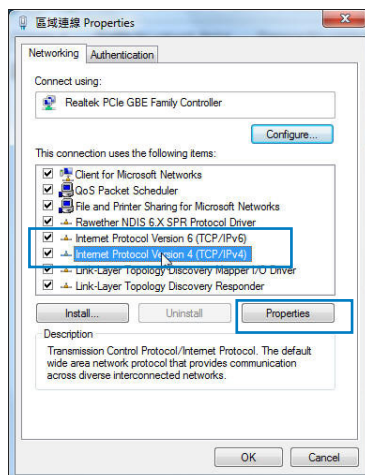 區域連線 Properties
Networking
Authentication
Connect using:
Realtek PCIe GBE Family Controller
Configure...
This connection uses the following items:
Client for Microsoft Networks
QoS Packet Scheduler
File and Printer Sharing for Microsoft Networks
Rawether NDIS 6.X SPR Protocol Driver
Internet Protocol Version 6 (TCP/IPv6)
Internet Protocol Version 4 (TCP/IPv4)
Link-Layer Topology Discovery Mapper I/O Driver
Link-Layer Topology Discovery Responder
Install...
Uninstall
Properties
Description
Transmission Control Protocol/Internet Protocol. The default
wide area network protocol that provides communication
across diverse interconnected networks.
OK
Cancel